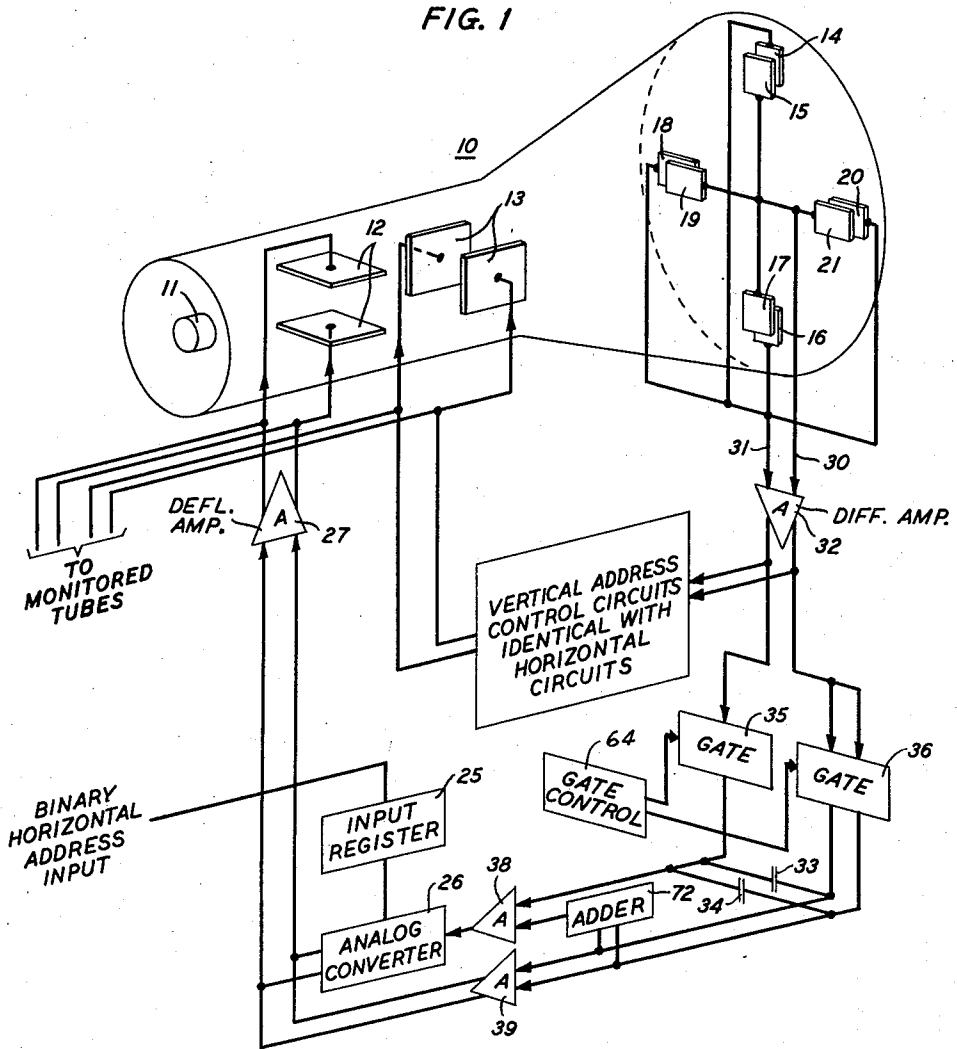 FIG. 1
14
15
10
18
19
20
21
13
12
17
16
11
31
30
A
DIFF. AMP.
32
DEFL.
AMP.
A
27
TO
MONITORED
TUBES
VERTICAL ADDRESS
CONTROL CIRCUITS
IDENTICAL WITH
HORIZONTAL
CIRCUITS
35
GATE
36
GATE
64
GATE
CONTROL
BINARY
HORIZONTAL
ADDRESS
INPUT
25
INPUT
REGISTER
33
34
38
A
72
ADDER
26
ANALOG
CONVERTER
A
39